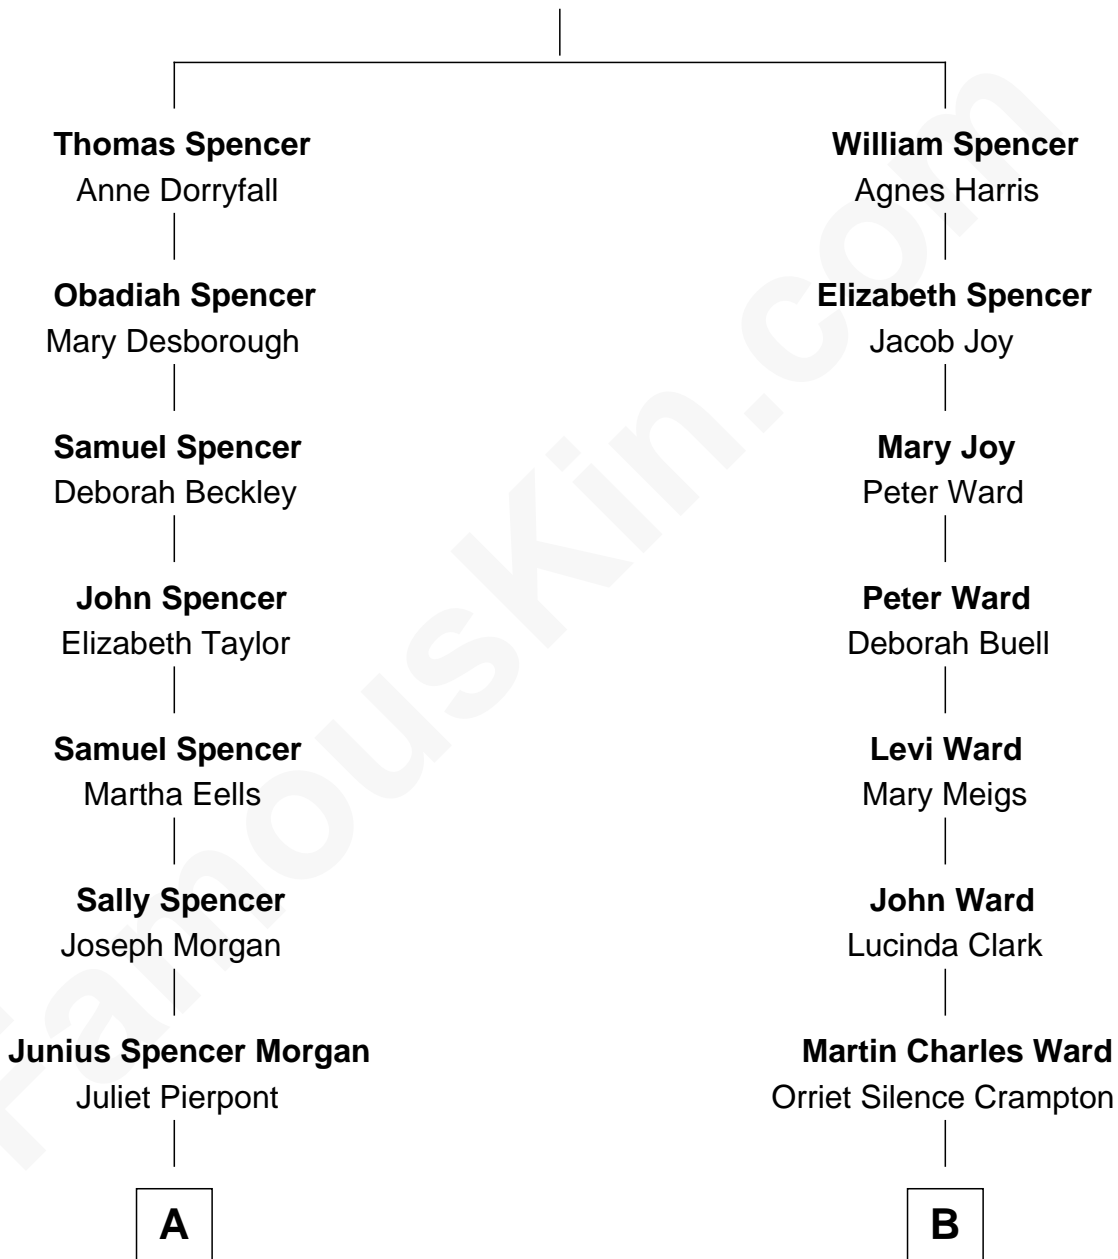 Thomas Spencer
Anne Dorryfall
Obadiah Spencer
Mary Desborough
Samuel Spencer
Deborah Beckley
John Spencer
Elizabeth Taylor
Samuel Spencer
Martha Eells
Sally Spencer
Joseph Morgan
Junius Spencer Morgan
Juliet Pierpont
A
William Spencer
Agnes Harris
Elizabeth Spencer
Jacob Joy
Mary Joy
Peter Ward
Peter Ward
Deborah Buell
Levi Ward
Mary Meigs
John Ward
Lucinda Clark
Martin Charles Ward
Orriet Silence Crampton
B
FamousKin.com